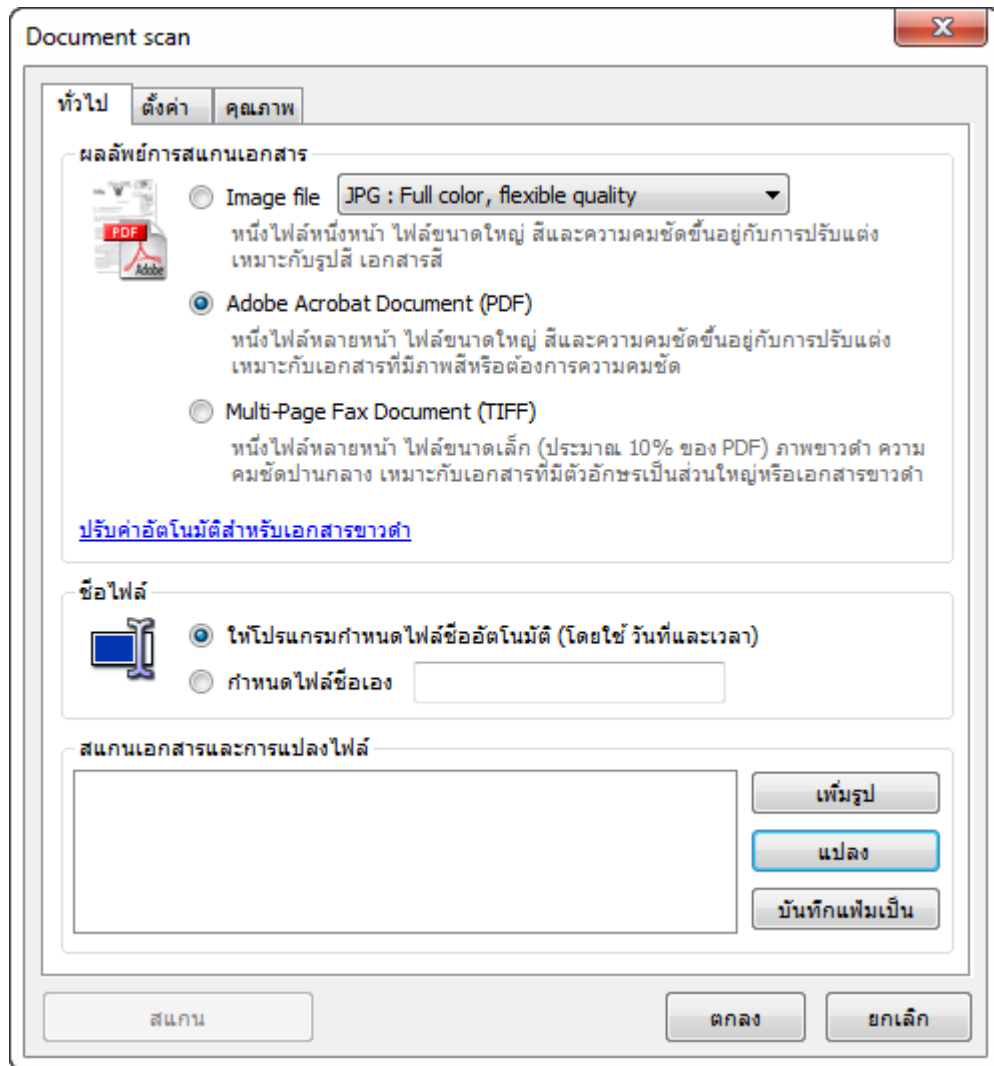 Document scan
ทั่วไป
ตั้งค่า
คุณภาพ
ผลลัพย์การสแกนเอกสาร
PDF
Adobe
Image file
JPG : Full color, flexible quality
หนึ่งไฟล์หนึ่งหน้า ไฟล์ขนาดใหญ่ สีและความคมชัดขึ้นอยู่กับการปรับแต่ง
เหมาะกับรูปสี เอกสารสี
Adobe Acrobat Document (PDF)
หนึ่งไฟล์หลายหน้า ไฟล์ขนาดใหญ่ สีและความคมชัดขึ้นอยู่กับการปรับแต่ง
เหมาะกับเอกสารที่มีภาพสีหรือต้องการความคมชัด
Multi-Page Fax Document (TIFF)
หนึ่งไฟล์หลายหน้า ไฟล์ขนาดเล็ก (ประมาณ 10% ของ PDF) ภาพขาวดำ ความ
คมชัดปานกลาง เหมาะกับเอกสารที่มีตัวอักษรเป็นส่วนใหญ่หรือเอกสารขาวดำ
ปรับค่าอัตโนมัติสำหรับเอกสารขาวดำ
ชื่อไฟล์
ให้โปรแกรมกำหนดไฟล์ชื่ออัตโนมัติ (โดยใช้ วันที่และเวลา)
กำหนดไฟล์ชื่อเอง
สแกนเอกสารและการแปลงไฟล์
เพิ่มรูป
แปลง
บันทึกแฟ้มเป็น
สแกน
ตกลง
ยกเลิก